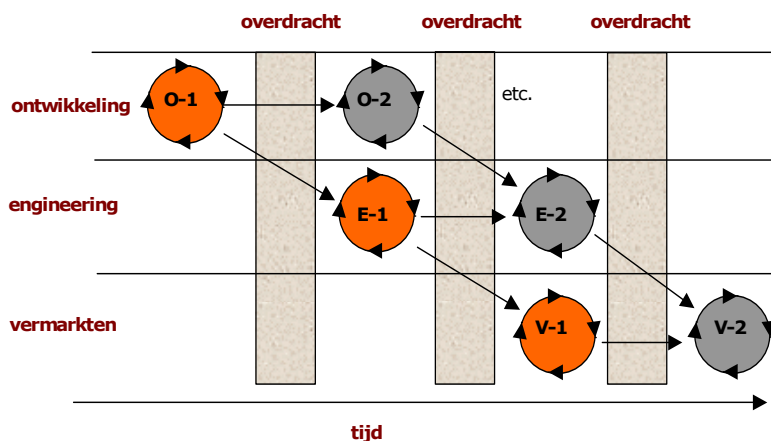 overdracht overdracht overdracht
ontwikkeling O-1 O-2 etc.
engineering E-1 E-2
vermarkten V-1 V-2
tijd